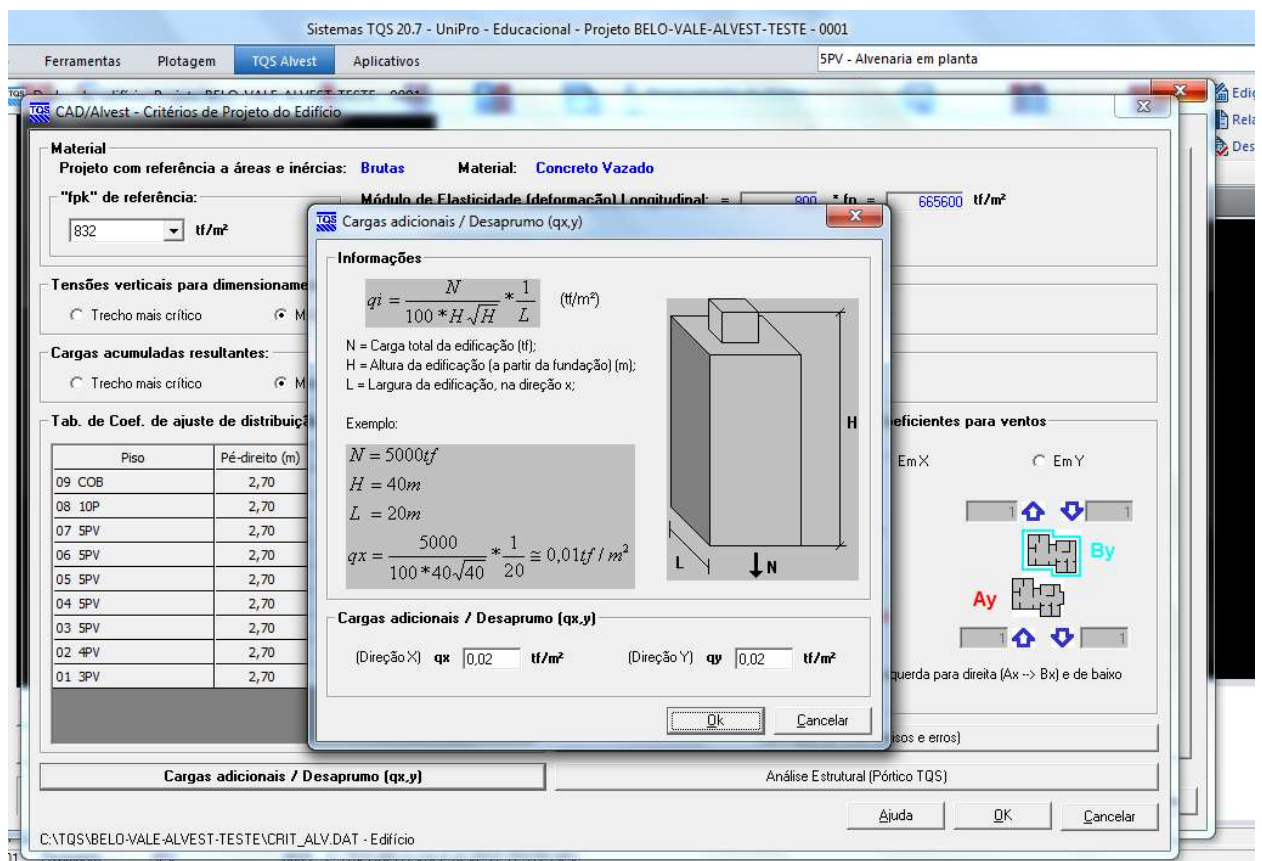 Sistemas TQS 20.7 - UniPro - Educacional - Projeto BELO-VALE-ALVEST-TESTE - 0001
Ferramentas Plotagem TQS Alvest Aplicativos 5PV - Alvenaria em planta
TQS CAD/Alvest - Critérios de Projeto do Edifício
Material
Projeto com referência a áreas e inércias: Brutas Material: Concreto Vazado
"fpk" de referência:
Módulo de Elasticidade (deformação) Longitudinal: = 800 * fp = 665600 tf/m²
832 tf/m²
TQS Cargas adicionais / Desaprumo (qx,y)
Informações
qi = N / (100 * H √H) * 1 / L (tf/m²)
N = Carga total da edificação (tf);
H = Altura da edificação (a partir da fundação) (m);
L = Largura da edificação, na direção x;
Exemplo:
N = 5000tf
H = 40m
L = 20m
qx = 5000 / (100 * 40√40) * 1 / 20 ≅ 0,01tf / m²
H
L
N
Cargas adicionais / Desaprumo (qx,y)
(Direção X) qx 0,02 tf/m² (Direção Y) qy 0,02 tf/m²
Ok Cancelar
Tensões verticais para dimensioname
Trecho mais crítico M
Cargas acumuladas resultantes:
Trecho mais crítico M
Tab. de Coef. de ajuste de distribuiç
Piso Pé-direito (m)
09 COB 2,70
08 10P 2,70
07 5PV 2,70
06 5PV 2,70
05 5PV 2,70
04 5PV 2,70
03 5PV 2,70
02 4PV 2,70
01 3PV 2,70
eficientes para ventos
Em X Em Y
1 1
By
Ay
1 1
querda para direita (Ax --> Bx) e de baixo
isos e erros)
Cargas adicionais / Desaprumo (qx,y) Análise Estrutural (Pórtico TQS)
Ajuda OK Cancelar
C:\TQS\BELO-VALE-ALVEST-TESTE\CRIT_ALV.DAT - Edifício
Ediç
Rela
Des